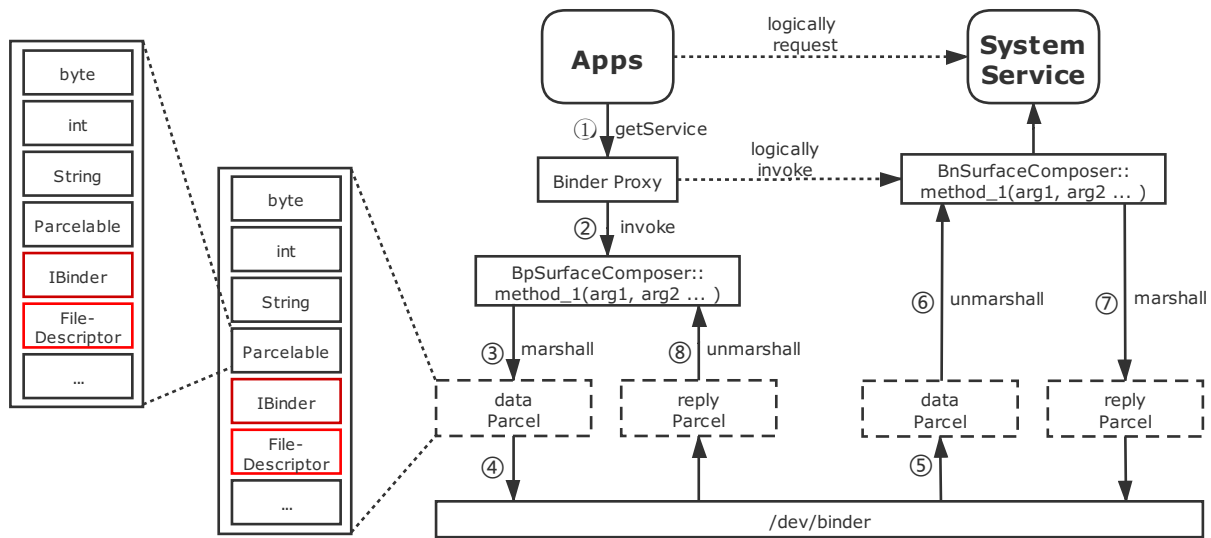 byte
int
String
Parcelable
IBinder
File-
Descriptor
...
byte
int
String
Parcelable
IBinder
File-
Descriptor
...
Apps
logically
request
System
Service
① getService
Binder Proxy
logically
invoke
BnSurfaceComposer::
method_1(arg1, arg2 ... )
② invoke
BpSurfaceComposer::
method_1(arg1, arg2 ... )
③ marshall
⑧ unmarshall
⑥ unmarshall
⑦ marshall
data
Parcel
reply
Parcel
data
Parcel
reply
Parcel
④
⑤
/dev/binder